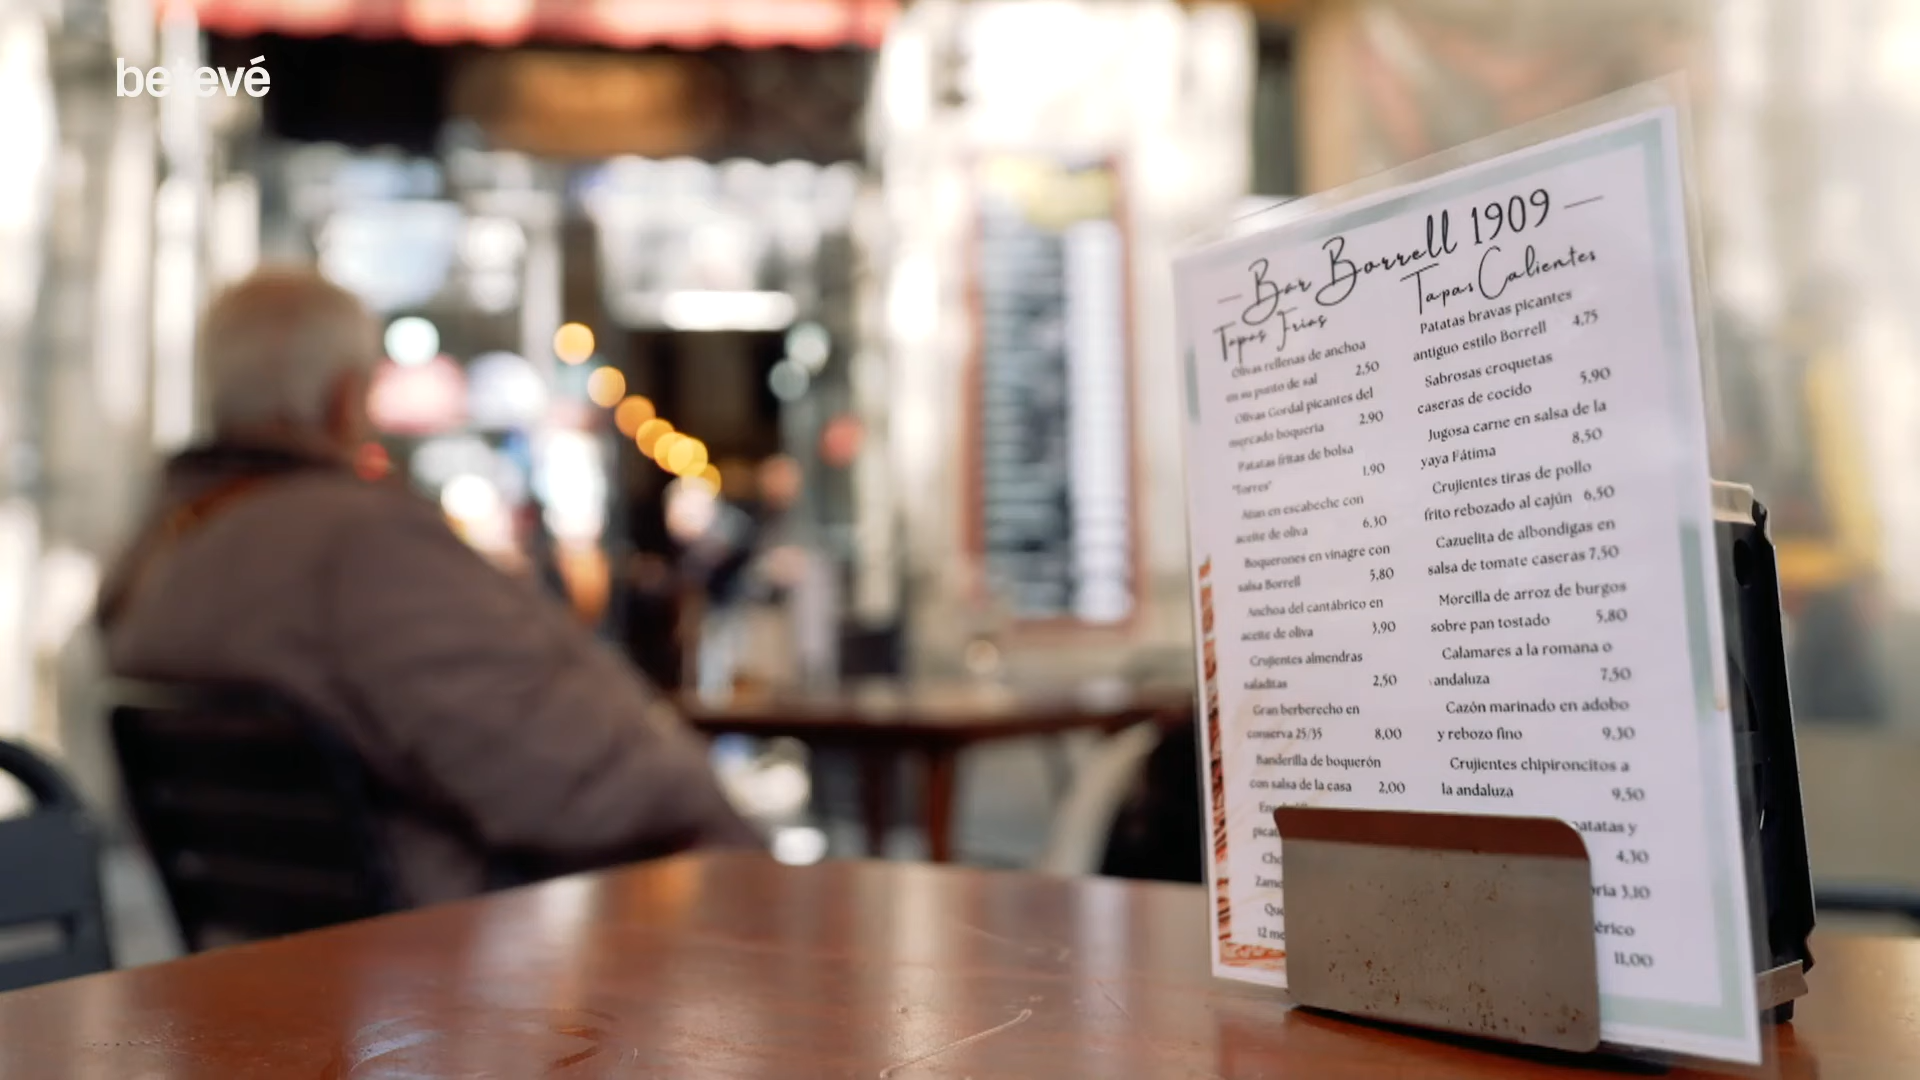 betevé
Bar Borrell 1909
Tapas Frias
Olivas rellenas de anchoa
en su punto de sal 2,50
Olivas Gordal picantes del
mercado boqueria 2,90
Patatas fritas de bolsa
"Torres" 1,90
Atun en escabeche con
aceite de oliva 6,30
Boquerones en vinagre con
salsa Borrell 5,80
Anchoa del cantábrico en
aceite de oliva 3,90
Crujientes almendras
saladitas 2,50
Gran berberecho en
conserva 25/35 8,00
Banderilla de boquerón
con salsa de la casa 2,00
12
Tapas Calientes
Patatas bravas picantes
antiguo estilo Borrell 4,75
Sabrosas croquetas
caseras de cocido 5,90
Jugosa carne en salsa de la
yaya Fátima 8,50
Crujientes tiras de pollo
frito rebozado al cajún 6,50
Cazuelita de albondigas en
salsa de tomate caseras 7,50
Morcilla de arroz de burgos
sobre pan tostado 5,80
Calamares a la romana o
andaluza 7,50
Cazón marinado en adobo
y rebozo fino 9,30
Crujientes chipironcitos a
la andaluza 9,50
patatas y
4,30
3,10
11,00